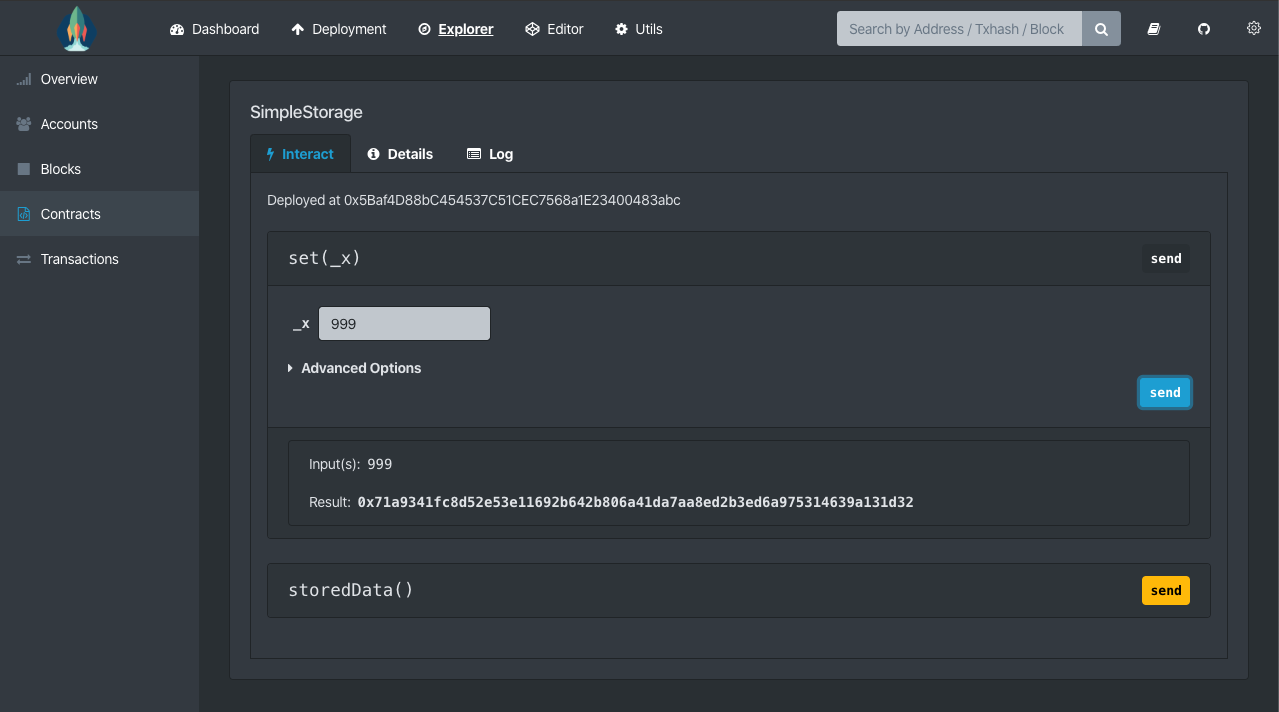 Dashboard Deployment Explorer Editor Utils Search by Address / Txhash / Block
Overview
Accounts
Blocks
Contracts
Transactions
SimpleStorage
Interact Details Log
Deployed at 0x5Baf4D88bC454537C51CEC7568a1E23400483abc
set(_x) send
_x 999
Advanced Options
send
Input(s): 999
Result: 0x71a9341fc8d52e53e11692b642b806a41da7aa8ed2b3ed6a975314639a131d32
storedData() send